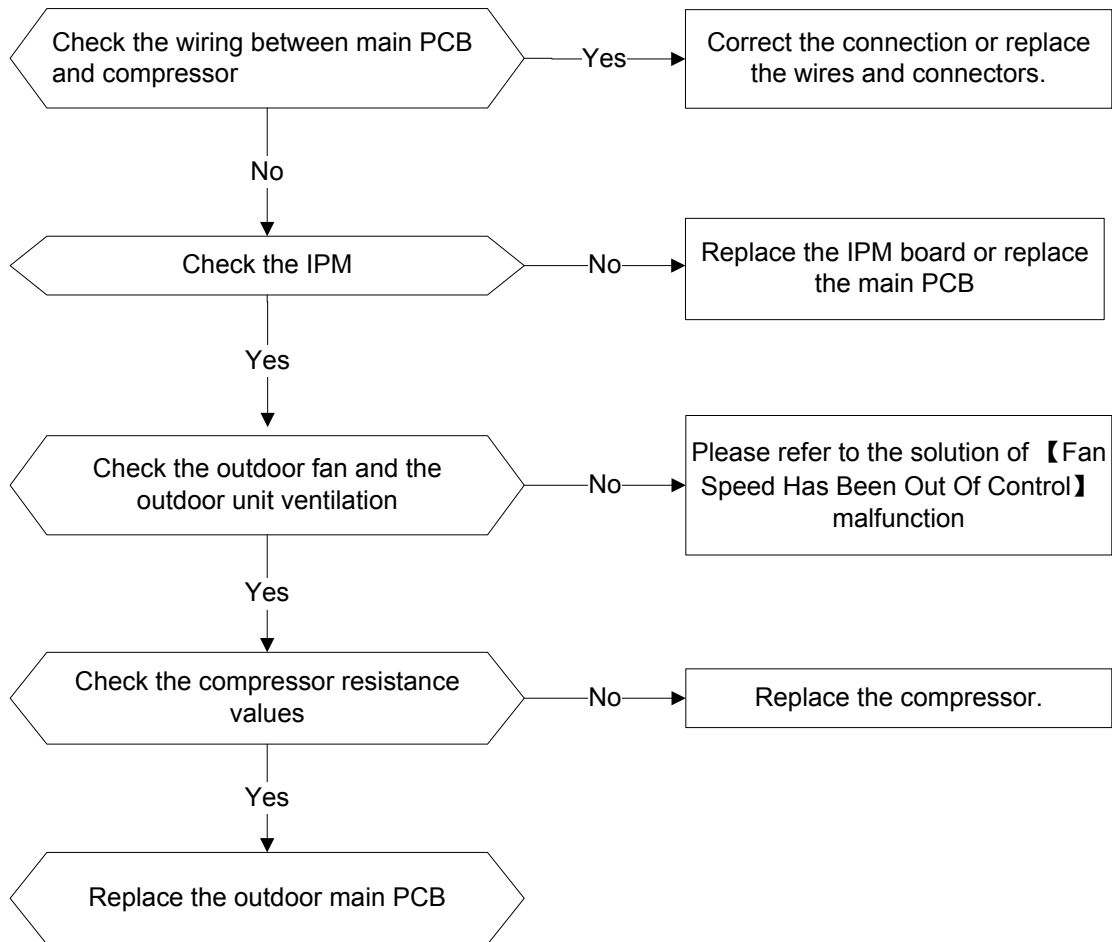 Check the wiring between main PCB
and compressor
Yes
Correct the connection or replace
the wires and connectors.
No
Check the IPM
No
Replace the IPM board or replace
the main PCB
Yes
Check the outdoor fan and the
outdoor unit ventilation
No
Please refer to the solution of 【Fan
Speed Has Been Out Of Control】
malfunction
Yes
Check the compressor resistance
values
No
Replace the compressor.
Yes
Replace the outdoor main PCB